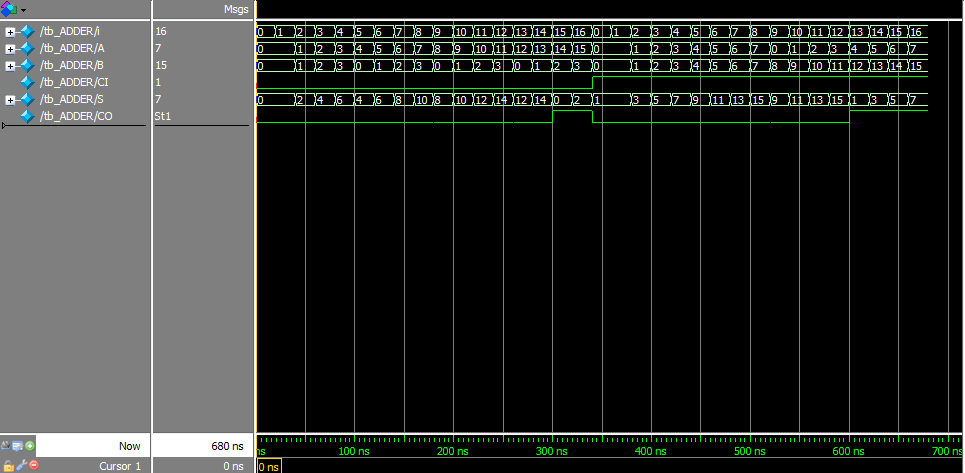 Msgs
/tb_ADDER/i 16 0 1 2 3 4 5 6 7 8 9 10 11 12 13 14 15 16 0 1 2 3 4 5 6 7 8 9 10 11 12 13 14 15 16
/tb_ADDER/A 7 0 1 2 3 4 5 6 7 8 9 10 11 12 13 14 15 0 1 2 3 4 5 6 7 0 1 2 3 4 5 6 7
/tb_ADDER/B 15 0 1 2 3 0 1 2 3 0 1 2 3 0 1 2 3 0 1 2 3 4 5 6 7 8 9 10 11 12 13 14 15
/tb_ADDER/CI 1
/tb_ADDER/S 7 0 2 4 6 4 6 8 10 8 10 12 14 12 14 0 2 1 3 5 7 9 11 13 15 9 11 13 15 1 3 5 7
/tb_ADDER/CO St1
Now 680 ns ns 100 ns 200 ns 300 ns 400 ns 500 ns 600 ns 700 ns
Cursor 1 0 ns 0 ns